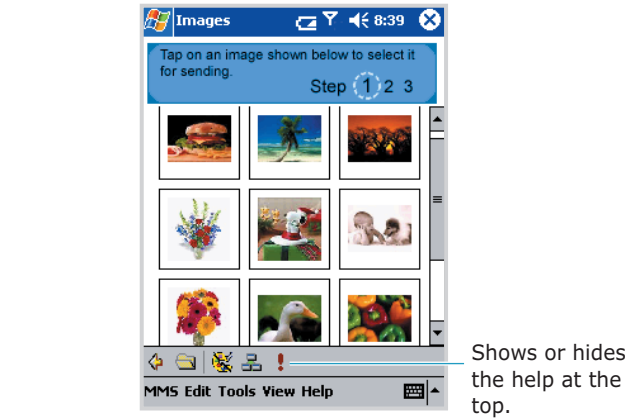 Images 8:39
Tap on an image shown below to select it
for sending.
Step 1 2 3
Shows or hides
the help at the
top.
MMS Edit Tools View Help